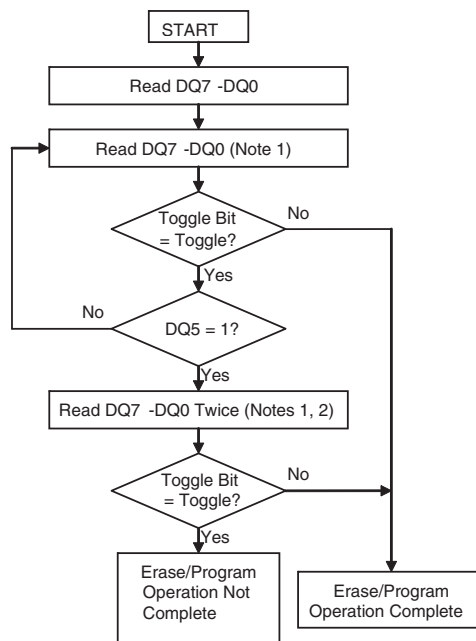 START
Read DQ7 -DQ0
Read DQ7 -DQ0 (Note 1)
Toggle Bit
= Toggle?
No
Yes
No
DQ5 = 1?
Yes
Read DQ7 -DQ0 Twice (Notes 1, 2)
Toggle Bit
= Toggle?
No
Yes
Erase/Program
Operation Not
Complete
Erase/Program
Operation Complete